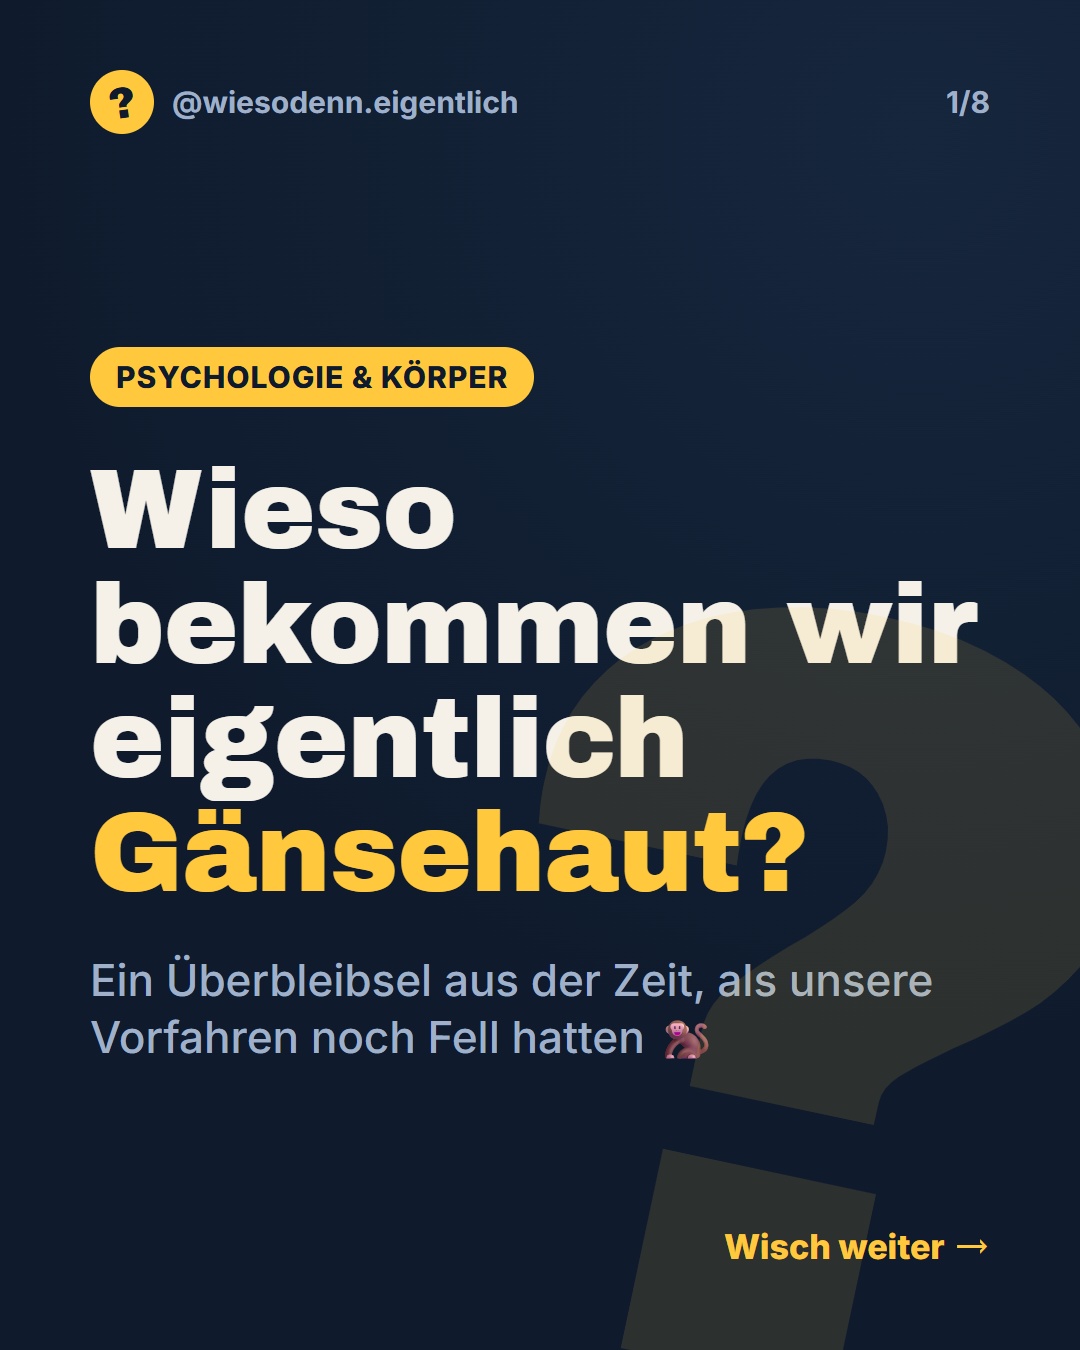 ?
@wiesodenn.eigentlich
1/8
PSYCHOLOGIE & KÖRPER
Wieso
bekommen wir
eigentlich
Gänsehaut?
Ein Überbleibsel aus der Zeit, als unsere
Vorfahren noch Fell hatten 🐒
Wisch weiter →